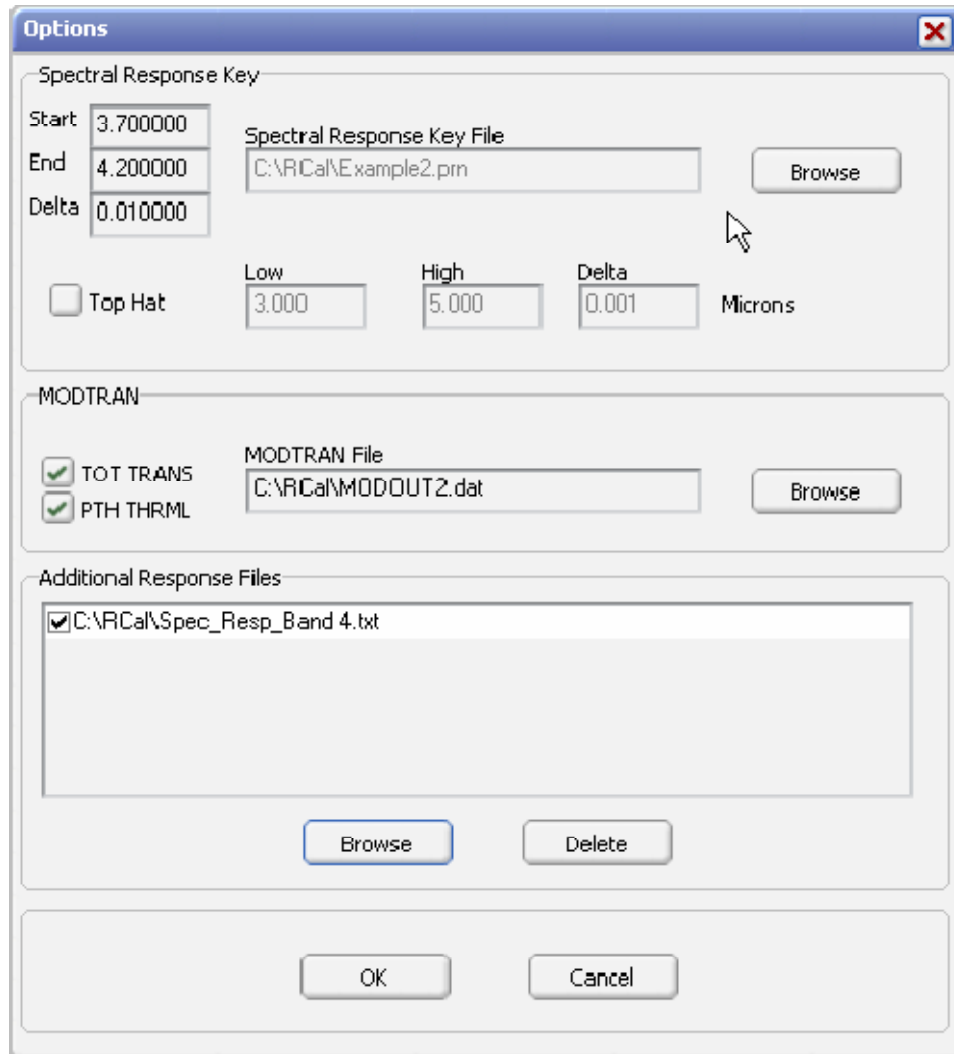 Options
Spectral Response Key
Start 3.700000
End 4.200000
Delta 0.010000
Spectral Response Key File
C:\RCal\Example2.prn
Browse
Top Hat
Low
3.000
High
5.000
Delta
0.001
Microns
MODTRAN
TOT TRANS
PTH THRML
MODTRAN File
C:\RCal\MODOUT2.dat
Browse
Additional Response Files
C:\RCal\Spec_Resp_Band 4.txt
Browse
Delete
OK
Cancel